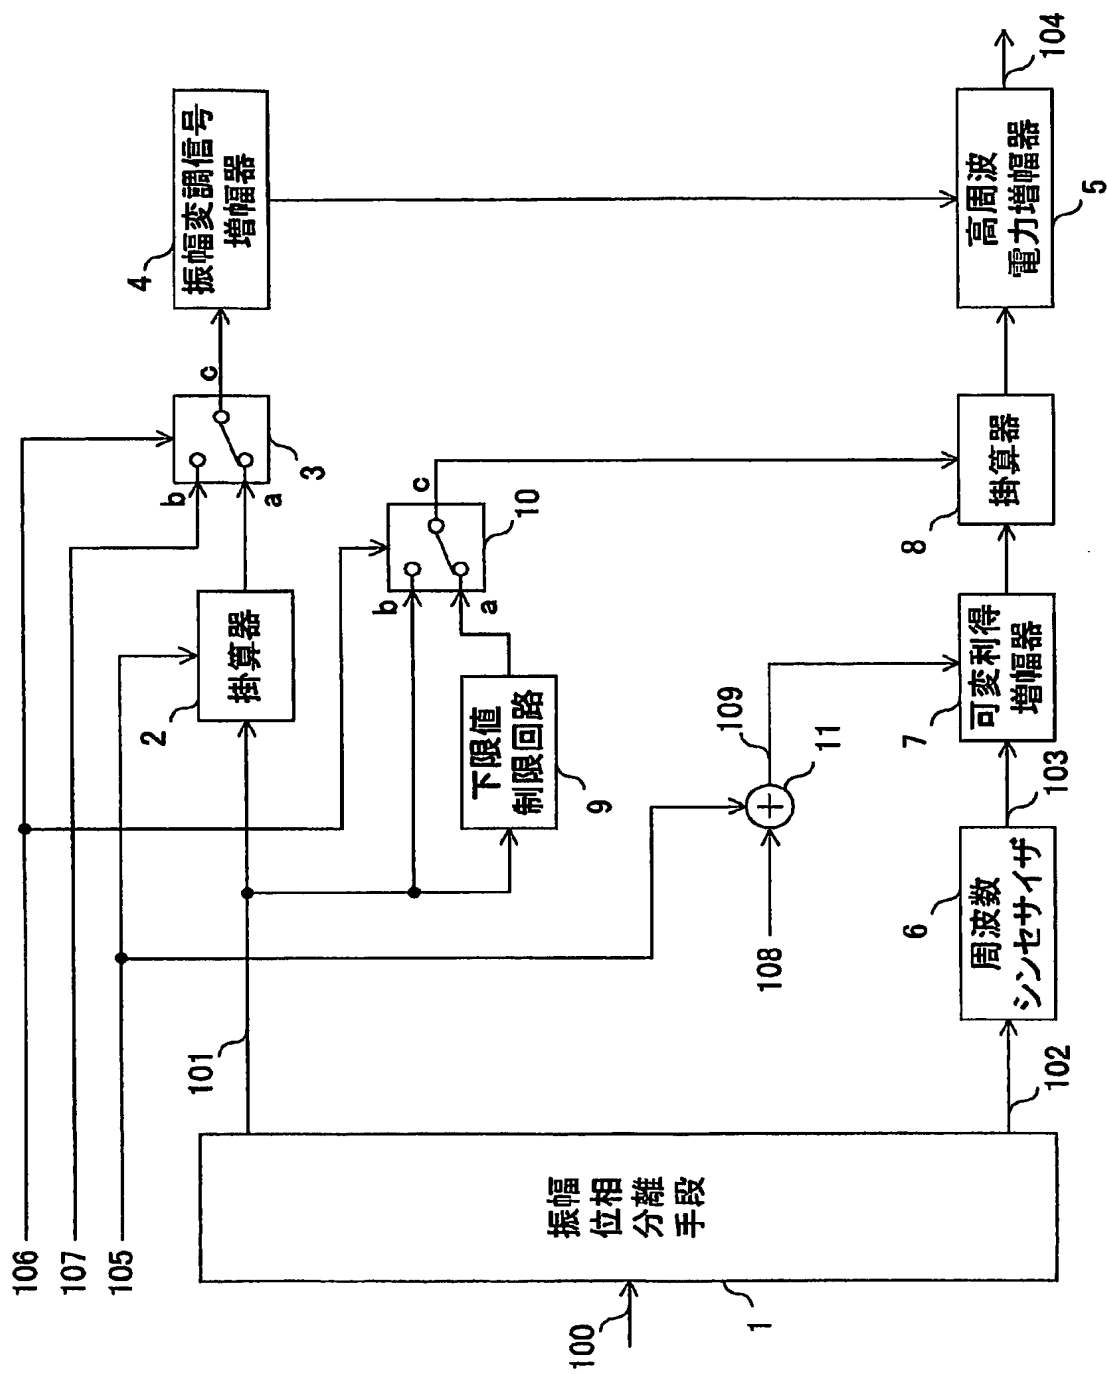 106
107
105
100
振幅
位相
分離
手段
1
101
102
2
掛算器
b
a
c
3
4
振幅変調信号
増幅器
下限値
制限回路
9
b
a
c
10
108
109
11
6
周波数
シンセサイザ
103
7
可変利得
増幅器
8
掛算器
高周波
電力増幅器
5
104